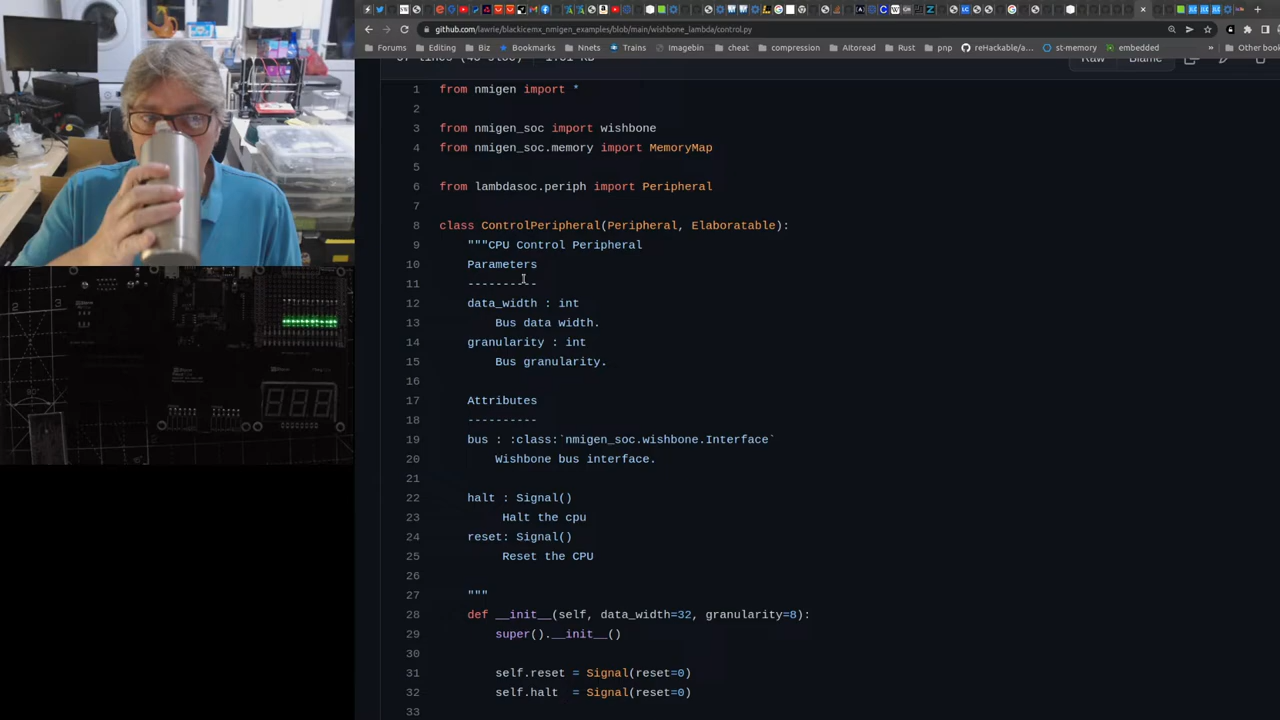 github.com/lawrie/blackicemx_nmigen_examples/blob/main/wishbone_lambda/control.py
Forums Editing Biz Bookmarks Nnets Trains Imagebin cheat compression AItoread Rust pnp rehackable/a... st-memory embedded » Other book
Raw Blame
1 from nmigen import *
2
3 from nmigen_soc import wishbone
4 from nmigen_soc.memory import MemoryMap
5
6 from lambdasoc.periph import Peripheral
7
8 class ControlPeripheral(Peripheral, Elaboratable):
9 """CPU Control Peripheral
10 Parameters
11 ----------
12 data_width : int
13 Bus data width.
14 granularity : int
15 Bus granularity.
16
17 Attributes
18 ----------
19 bus : :class:`nmigen_soc.wishbone.Interface`
20 Wishbone bus interface.
21
22 halt : Signal()
23 Halt the cpu
24 reset: Signal()
25 Reset the CPU
26
27 """
28 def __init__(self, data_width=32, granularity=8):
29 super().__init__()
30
31 self.reset = Signal(reset=0)
32 self.halt  = Signal(reset=0)
33